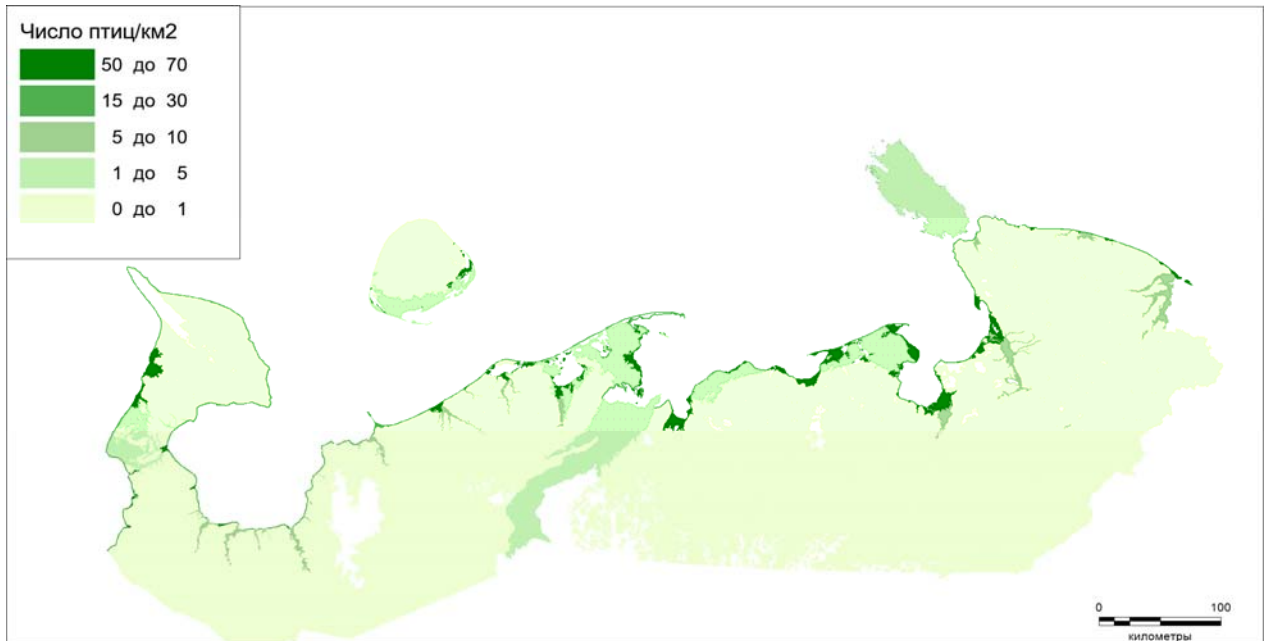 Число птиц/км2
50 до 70
15 до 30
5 до 10
1 до 5
0 до 1
0 100
километры